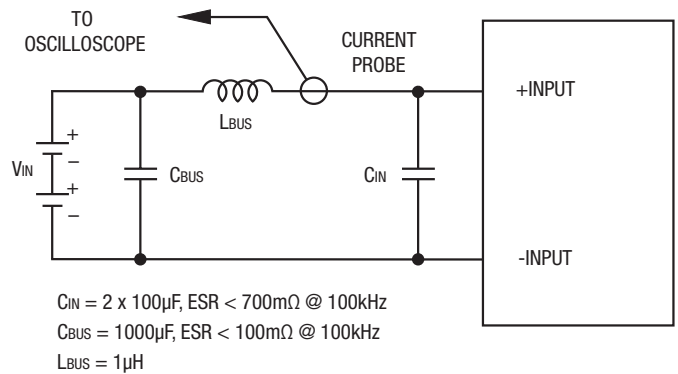 TO
OSCILLOSCOPE
CURRENT
PROBE
+INPUT
LBUS
+
VIN
−
+
−
CBUS
CIN
-INPUT
CIN = 2 x 100µF, ESR < 700mΩ @ 100kHz
CBUS = 1000µF, ESR < 100mΩ @ 100kHz
LBUS = 1µH